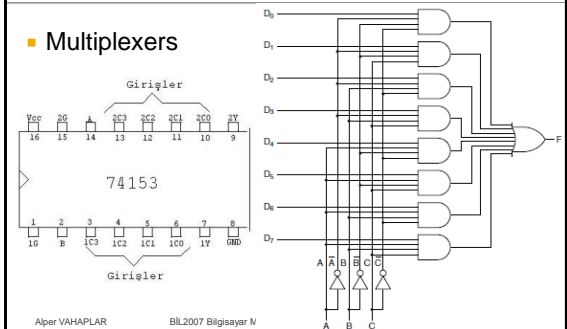 Multiplexers
Girişler
Vcc 2G A 2C3 2C2 2C1 2C0 2Y
16 15 14 13 12 11 10 9
74153
1 2 3 4 5 6 7 8
1G B 1C3 1C2 1C1 1C0 1Y GND
Girişler
Alper VAHAPLAR BİL2007 Bilgisayar M
D0
D1
D2
D3
D4
D5
D6
D7
F
A A̅ B B̅ C C̅
A B C